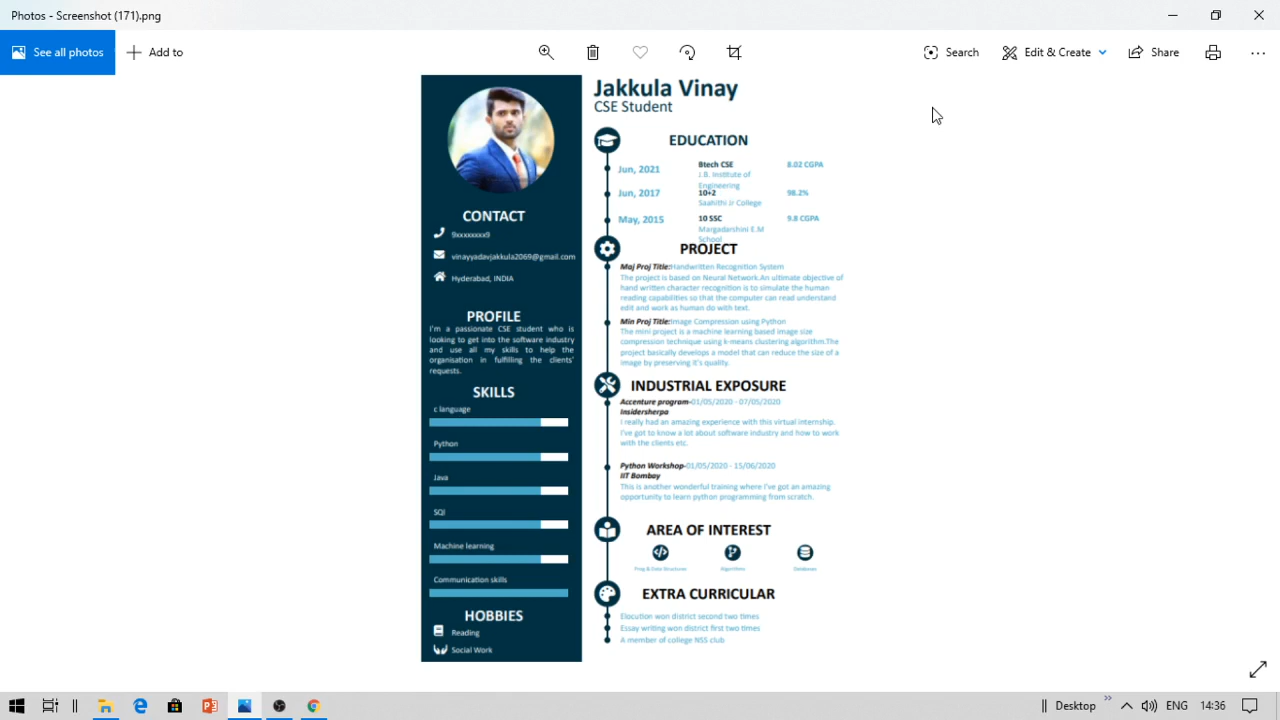 Photos - Screenshot (171).png
See all photos
Add to
Search
Edit & Create
Share
Jakkula Vinay
CSE Student
CONTACT
9xxxxxxxx9
vinayyadavjakkula2069@gmail.com
Hyderabad, INDIA
PROFILE
I'm a passionate CSE student who is
looking to get into the software industry
and use all my skills to help the
organisation in fulfilling the clients'
requests.
SKILLS
c language
Python
Java
SQl
Machine learning
Communication skills
HOBBIES
Reading
Social Work
EDUCATION
Jun, 2021 Btech CSE 8.02 CGPA
J.B. Institute of
Engineering
Jun, 2017 10+2 98.2%
Saahithi Jr College
May, 2015 10 SSC 9.8 CGPA
Margadarshini E.M
School
PROJECT
Maj Proj Title:Handwritten Recognition System
The project is based on Neural Network.An ultimate objective of
hand written character recognition is to simulate the human
reading capabilities so that the computer can read understand
edit and work as human do with text.
Min Proj Title:Image Compression using Python
The mini project is a machine learning based image size
compression technique using k-means clustering algorithm.The
project basically develops a model that can reduce the size of a
image by preserving it's quality.
INDUSTRIAL EXPOSURE
Accenture program-01/05/2020 - 07/05/2020
Insidersherpa
I really had an amazing experience with this virtual internship.
I've got to know a lot about software industry and how to work
with the clients etc.
Python Workshop-01/05/2020 - 15/06/2020
IIT Bombay
This is another wonderful training where I've got an amazing
opportunity to learn python programming from scratch.
AREA OF INTEREST
Prog & Data Structures Algorithms Databases
EXTRA CURRICULAR
Elocution won district second two times
Essay writing won district first two times
A member of college NSS club
Desktop
ENG
14:36